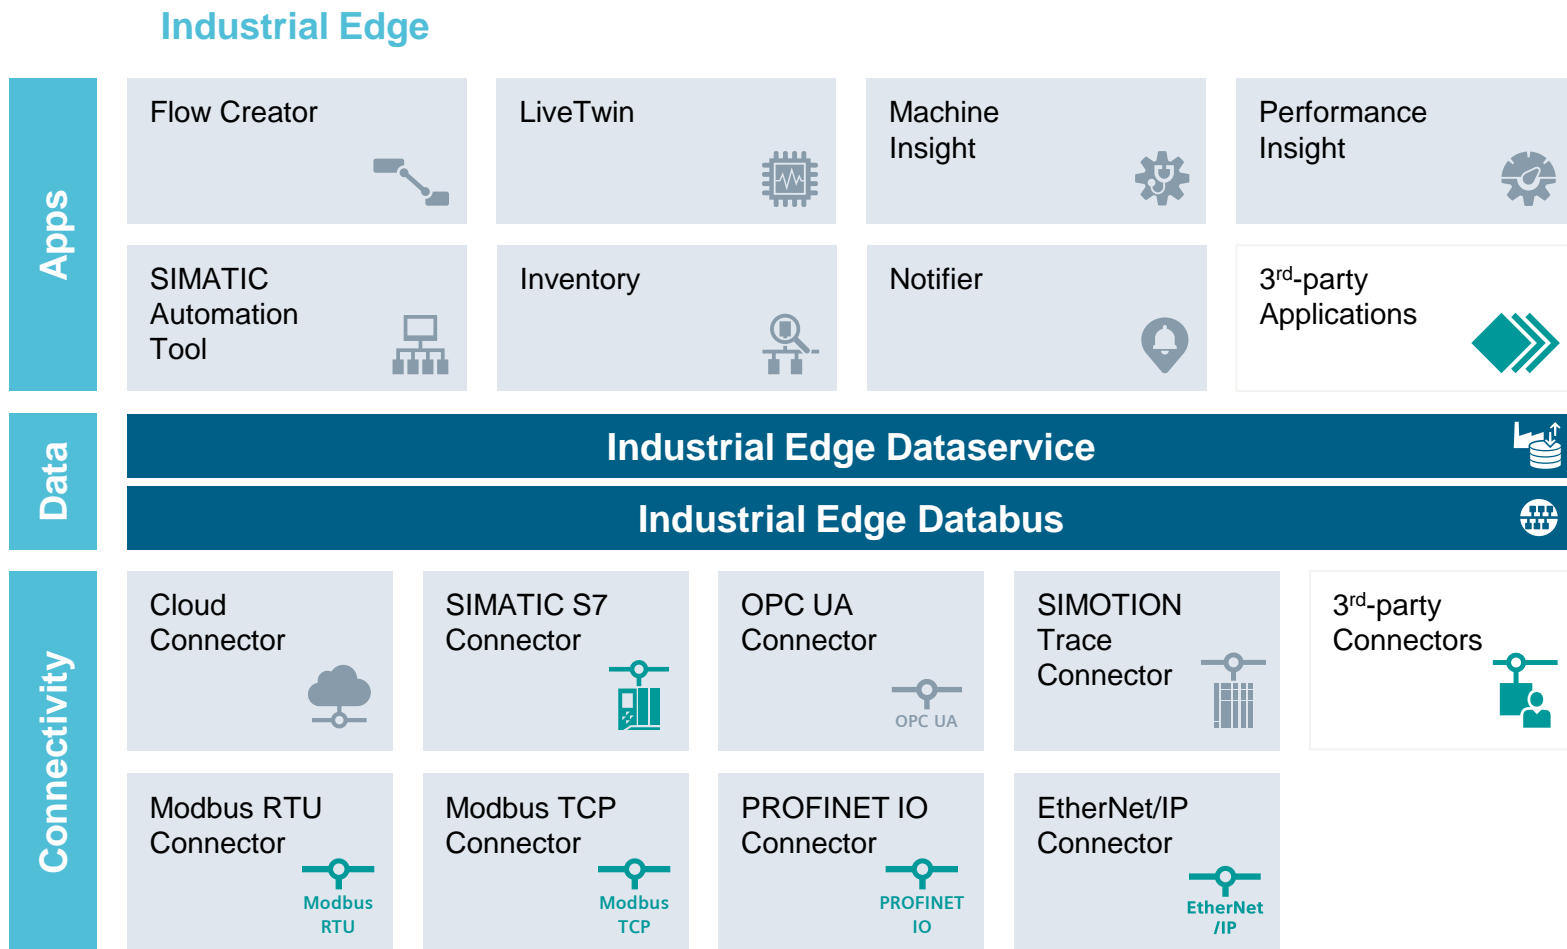 Industrial Edge
Apps
Flow Creator
LiveTwin
Machine
Insight
Performance
Insight
SIMATIC
Automation
Tool
Inventory
Notifier
3rd-party
Applications
Data
Industrial Edge Dataservice
Industrial Edge Databus
Connectivity
Cloud
Connector
SIMATIC S7
Connector
OPC UA
Connector
OPC UA
SIMOTION
Trace
Connector
3rd-party
Connectors
Modbus RTU
Connector
Modbus
RTU
Modbus TCP
Connector
Modbus
TCP
PROFINET IO
Connector
PROFINET
IO
EtherNet/IP
Connector
EtherNet
/IP